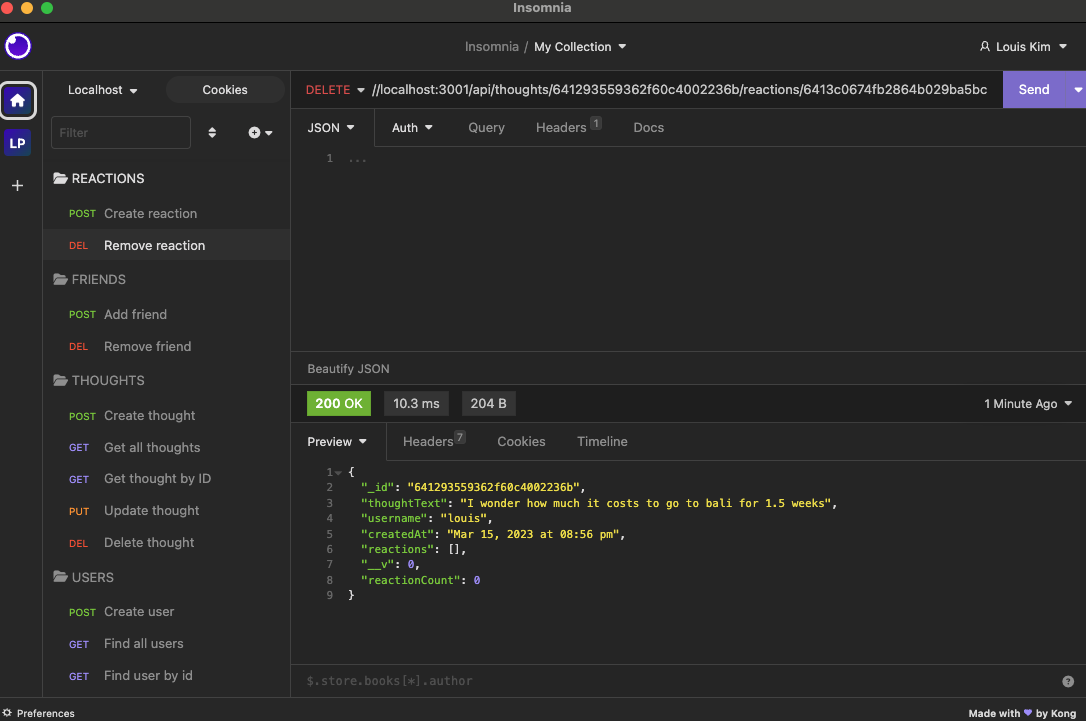 Insomnia
Insomnia / My Collection
Louis Kim
Localhost
Cookies
DELETE //localhost:3001/api/thoughts/641293559362f60c4002236b/reactions/6413c0674fb2864b029ba5bc Send
JSON Auth Query Headers 1 Docs
Filter
LP
1 ...
REACTIONS
POST Create reaction
DEL Remove reaction
FRIENDS
POST Add friend
DEL Remove friend
THOUGHTS
POST Create thought
GET Get all thoughts
GET Get thought by ID
PUT Update thought
DEL Delete thought
USERS
POST Create user
GET Find all users
GET Find user by id
Beautify JSON
200 OK 10.3 ms 204 B 1 Minute Ago
Preview Headers 7 Cookies Timeline
1 {
2 "_id": "641293559362f60c4002236b",
3 "thoughtText": "I wonder how much it costs to go to bali for 1.5 weeks",
4 "username": "louis",
5 "createdAt": "Mar 15, 2023 at 08:56 pm",
6 "reactions": [],
7 "__v": 0,
8 "reactionCount": 0
9 }
$.store.books[*].author
Preferences
Made with 💜 by Kong